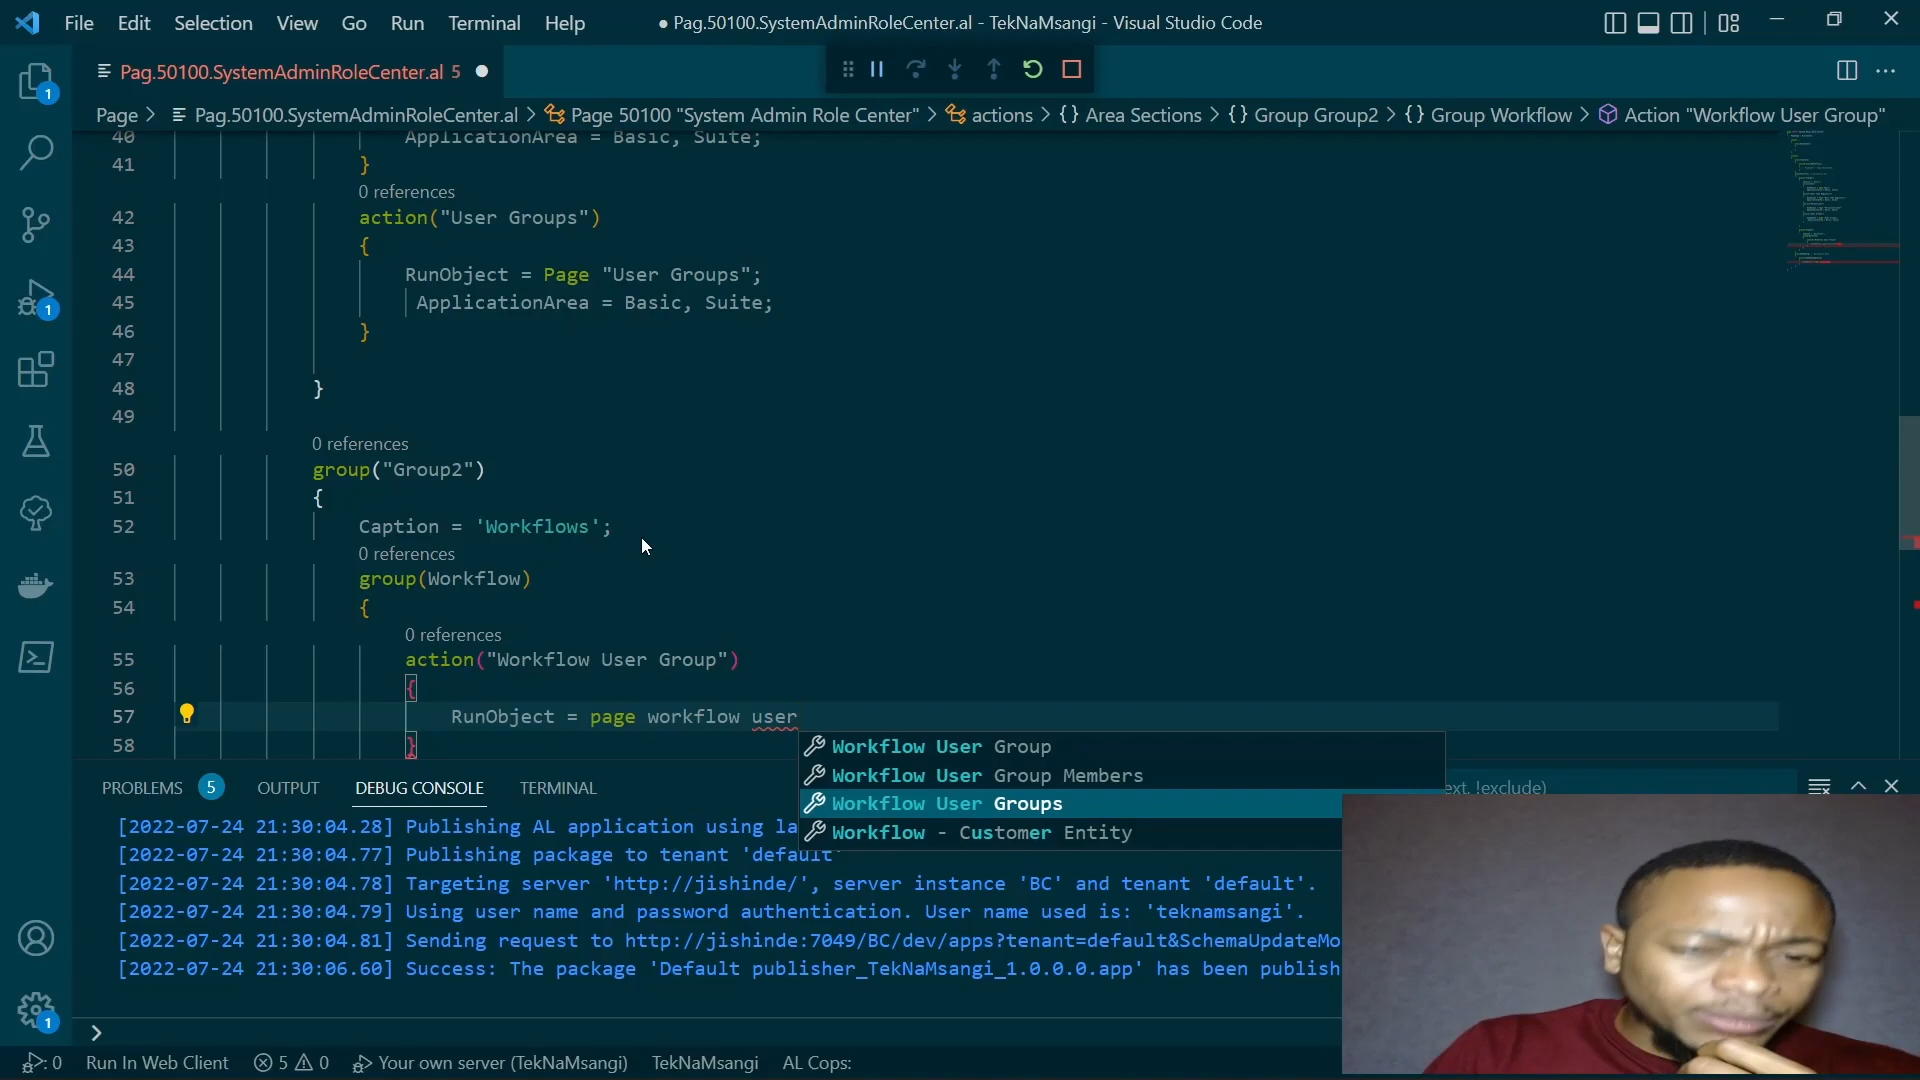 File Edit Selection View Go Run Terminal Help
● Pag.50100.SystemAdminRoleCenter.al - TekNaMsangi - Visual Studio Code
Pag.50100.SystemAdminRoleCenter.al 5
Page > Pag.50100.SystemAdminRoleCenter.al > Page 50100 "System Admin Role Center" > actions > {} Area Sections > {} Group Group2 > {} Group Workflow > Action "Workflow User Group"
1
40 ApplicationArea = Basic, Suite;
41 }
0 references
42 action("User Groups")
43 {
44 RunObject = Page "User Groups";
45 ApplicationArea = Basic, Suite;
46 }
47
48 }
49
0 references
50 group("Group2")
51 {
52 Caption = 'Workflows';
0 references
53 group(Workflow)
54 {
0 references
55 action("Workflow User Group")
56 {
57 RunObject = page workflow user
58 }
1
Workflow User Group
Workflow User Group Members
Workflow User Groups
Workflow - Customer Entity
PROBLEMS 5 OUTPUT DEBUG CONSOLE TERMINAL
ext, !exclude)
[2022-07-24 21:30:04.28] Publishing AL application using la
[2022-07-24 21:30:04.77] Publishing package to tenant 'default'
[2022-07-24 21:30:04.78] Targeting server 'http://jishinde/', server instance 'BC' and tenant 'default'.
[2022-07-24 21:30:04.79] Using user name and password authentication. User name used is: 'teknamsangi'.
[2022-07-24 21:30:04.81] Sending request to http://jishinde:7049/BC/dev/apps?tenant=default&SchemaUpdateMo
[2022-07-24 21:30:06.60] Success: The package 'Default publisher_TekNaMsangi_1.0.0.0.app' has been publish
1
>
0 Run In Web Client 5 0 Your own server (TekNaMsangi) TekNaMsangi AL Cops: